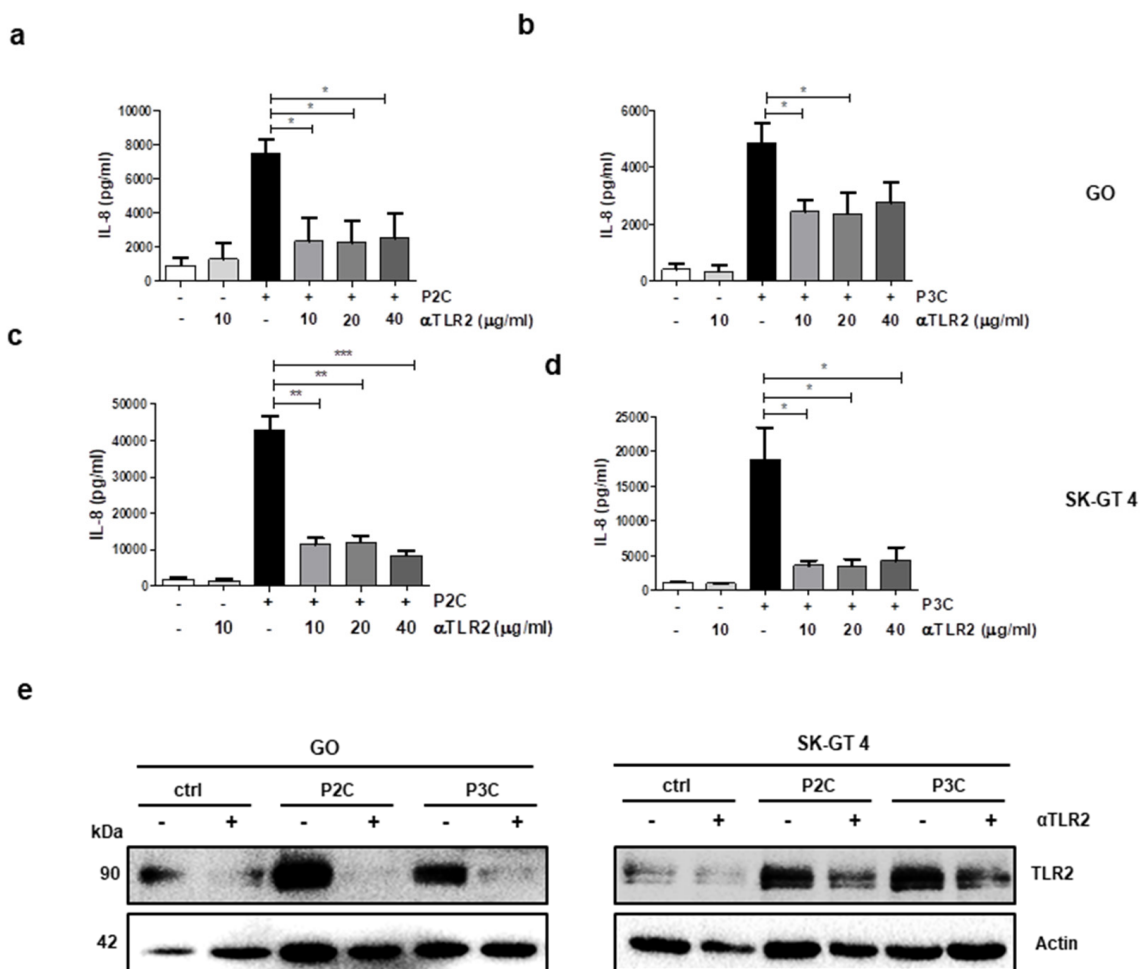 a
b
10000
8000
6000
4000
2000
0
IL-8 (pg/ml)
*
*
*
- - + + + + P2C
- 10 - 10 20 40 αTLR2 (μg/ml)
6000
4000
2000
0
IL-8 (pg/ml)
*
*
- - + + + + P3C
- 10 - 10 20 40 αTLR2 (μg/ml)
GO
c
d
50000
40000
30000
20000
10000
0
IL-8 (pg/ml)
***
**
**
- - + + + + P2C
- 10 - 10 20 40 αTLR2 (μg/ml)
25000
20000
15000
10000
5000
0
IL-8 (pg/ml)
*
*
*
- - + + + + P3C
- 10 - 10 20 40 αTLR2 (μg/ml)
SK-GT 4
e
GO
ctrl P2C P3C
- + - + - +
kDa
90
42
SK-GT 4
ctrl P2C P3C
- + - + - + αTLR2
TLR2
Actin